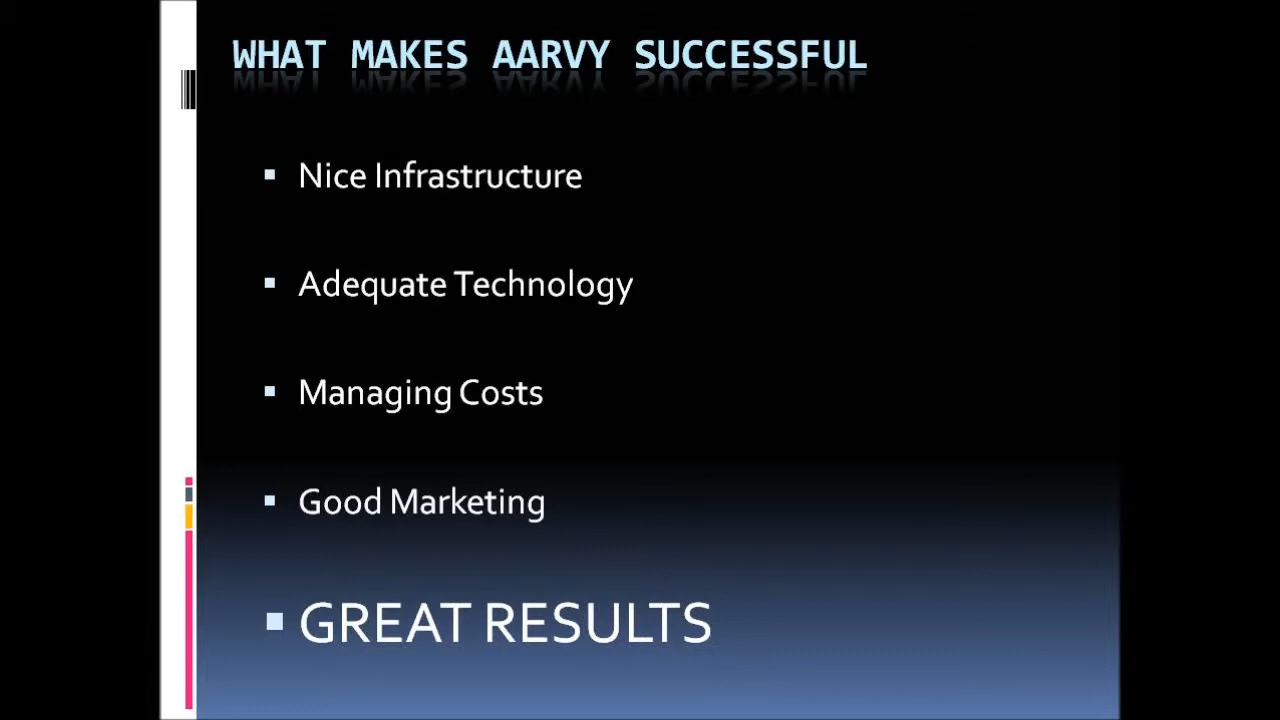 WHAT MAKES AARVY SUCCESSFUL
Nice Infrastructure
Adequate Technology
Managing Costs
Good Marketing
GREAT RESULTS